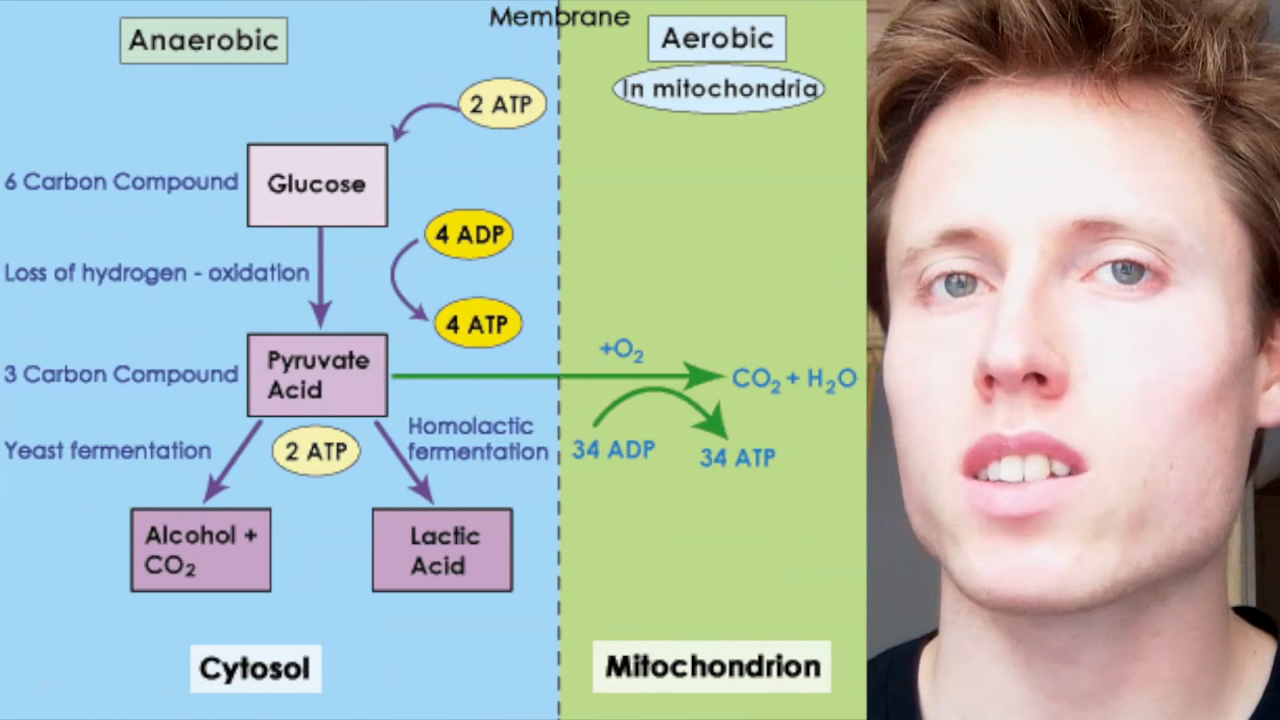 Membrane
Anaerobic
Aerobic
In mitochondria
2 ATP
6 Carbon Compound
Glucose
4 ADP
Loss of hydrogen - oxidation
4 ATP
Pyruvate
Acid
3 Carbon Compound
+O₂
CO₂ + H₂O
Yeast fermentation
2 ATP
Homolactic
fermentation
34 ADP
34 ATP
Alcohol +
CO₂
Lactic
Acid
Cytosol
Mitochondrion